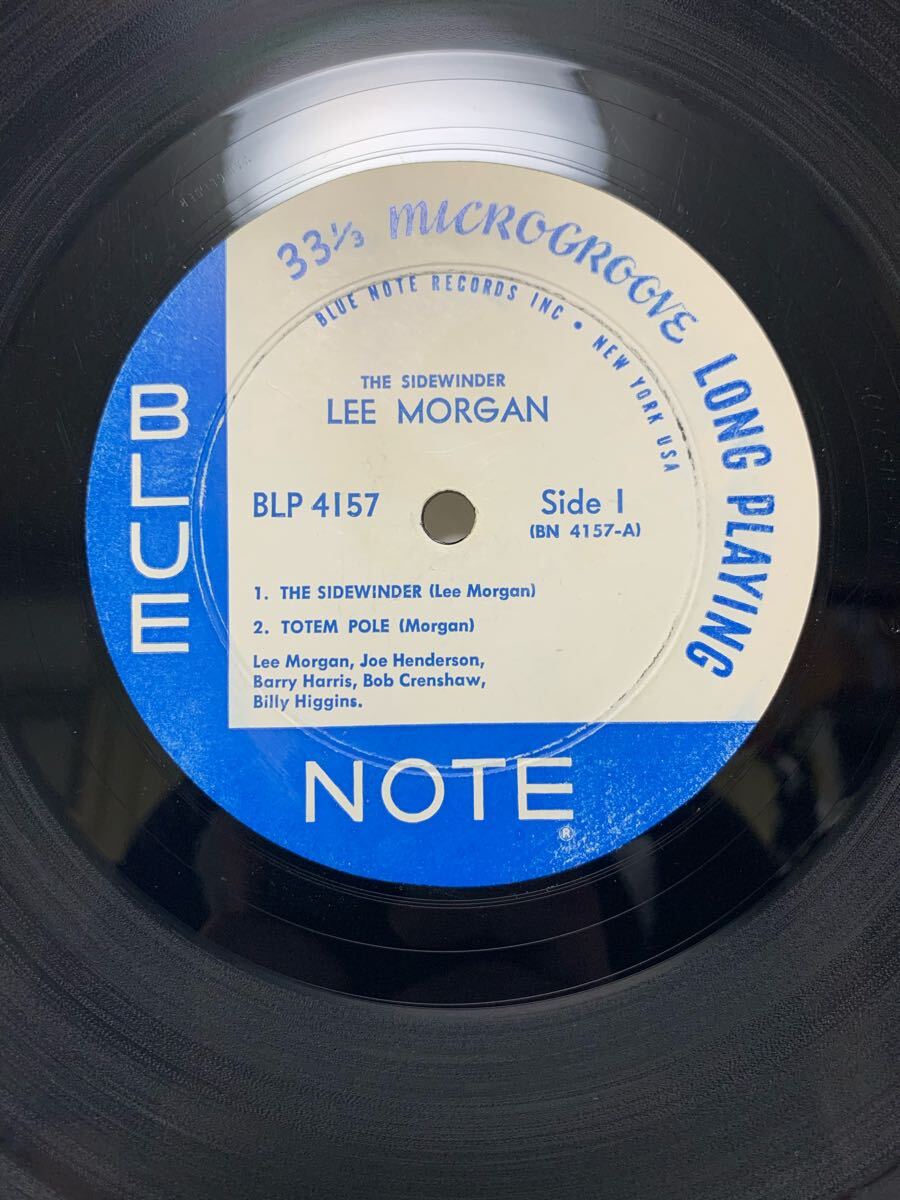 33⅓ MICROGROOVE LONG PLAYING
BLUE NOTE RECORDS INC • NEW YORK USA
THE SIDEWINDER
LEE MORGAN
BLP 4157
Side 1
(BN 4157-A)
1. THE SIDEWINDER (Lee Morgan)
2. TOTEM POLE (Morgan)
Lee Morgan, Joe Henderson,
Barry Harris, Bob Crenshaw,
Billy Higgins.
BLUE
NOTE
®